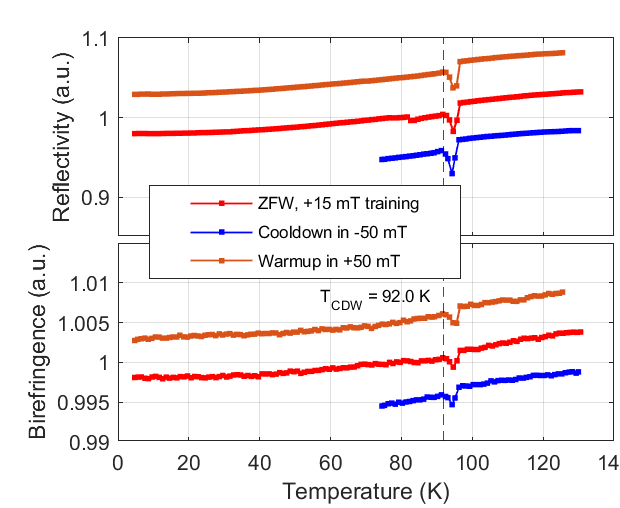 1.1
1
0.9
Reflectivity (a.u.)
ZFW, +15 mT training
Cooldown in -50 mT
Warmup in +50 mT
T_CDW = 92.0 K
1.01
1.005
1
0.995
0.99
Birefringence (a.u.)
0 20 40 60 80 100 120 14
Temperature (K)